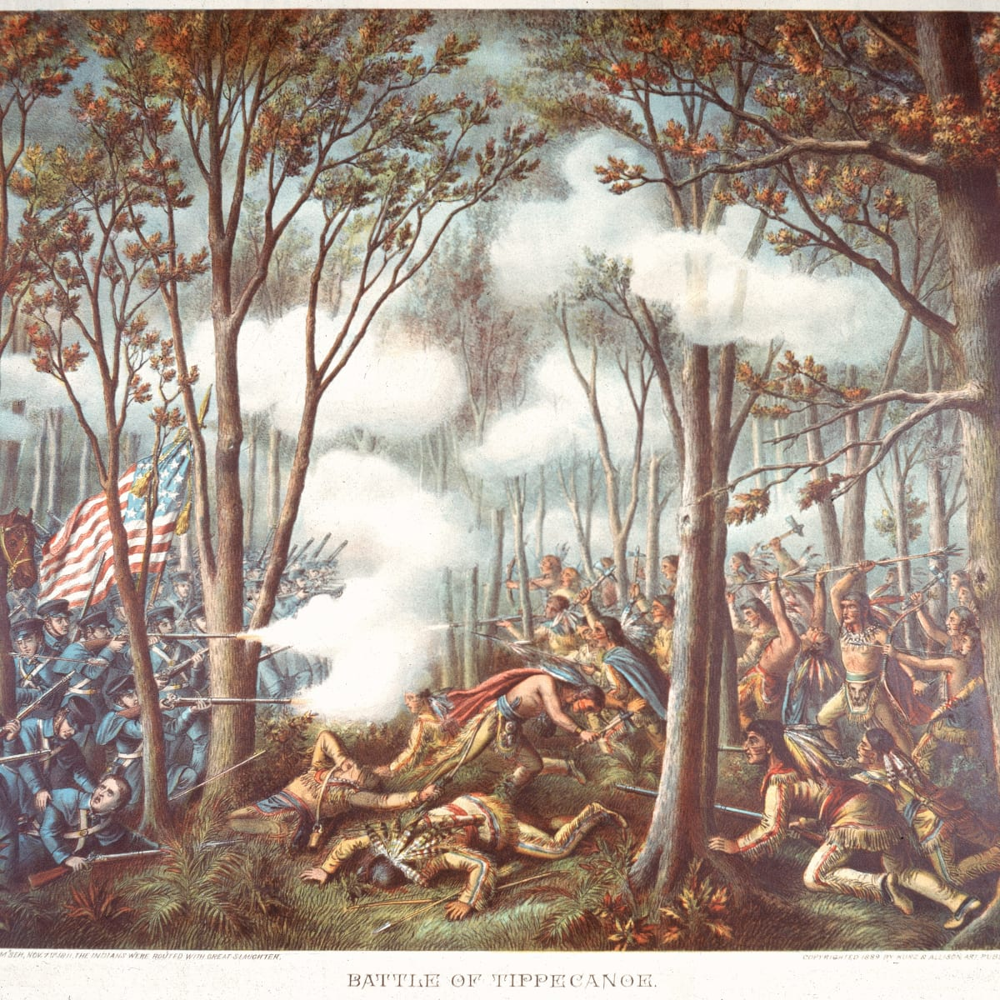 NOV. 7TH 1811, THE INDIANS WERE ROUTED WITH GREAT SLAUGHTER.
COPYRIGHTED 1889 BY KURZ & ALLISON, ART PUB
BATTLE OF TIPPECANOE.